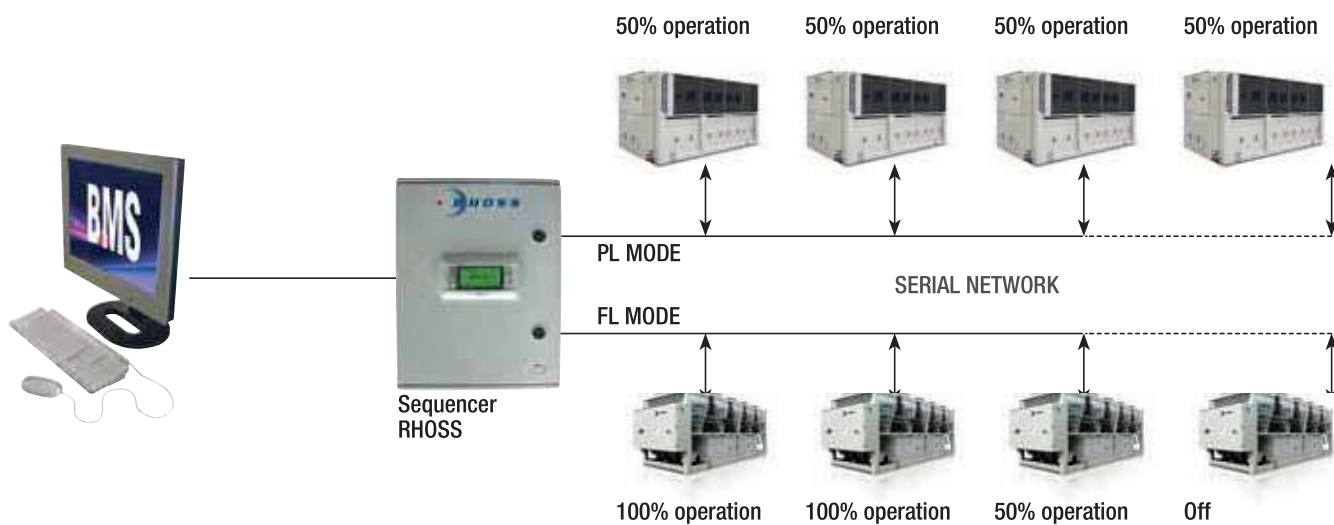 50% operation 50% operation 50% operation 50% operation
BMS
RHOSS
PL MODE
SERIAL NETWORK
FL MODE
Sequencer
RHOSS
100% operation 100% operation 50% operation Off